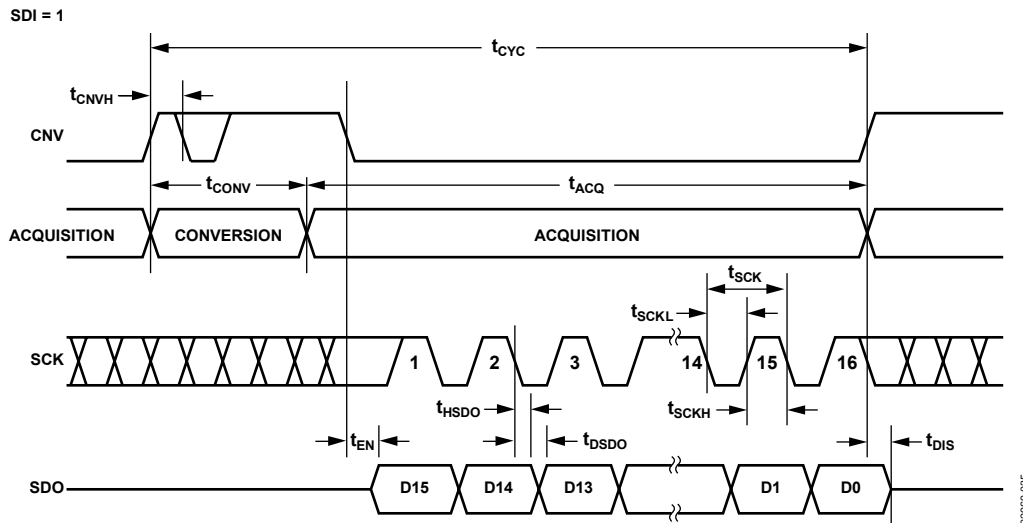 SDI = 1
tCYC
tCNVH
CNV
tCONV
tACQ
ACQUISITION
CONVERSION
ACQUISITION
tSCK
tSCKL
SCK
1
2
3
14
15
16
tHSDO
tSCKH
tEN
tDSDO
tDIS
SDO
D15
D14
D13
D1
D0